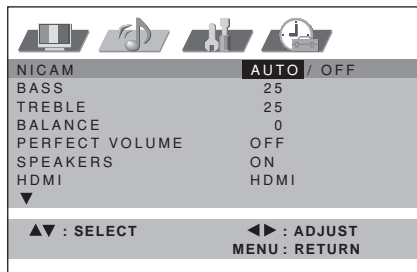 NICAM AUTO / OFF
BASS 25
TREBLE 25
BALANCE 0
PERFECT VOLUME OFF
SPEAKERS ON
HDMI HDMI
▼
▲▼ : SELECT ◀▶ : ADJUST
MENU : RETURN